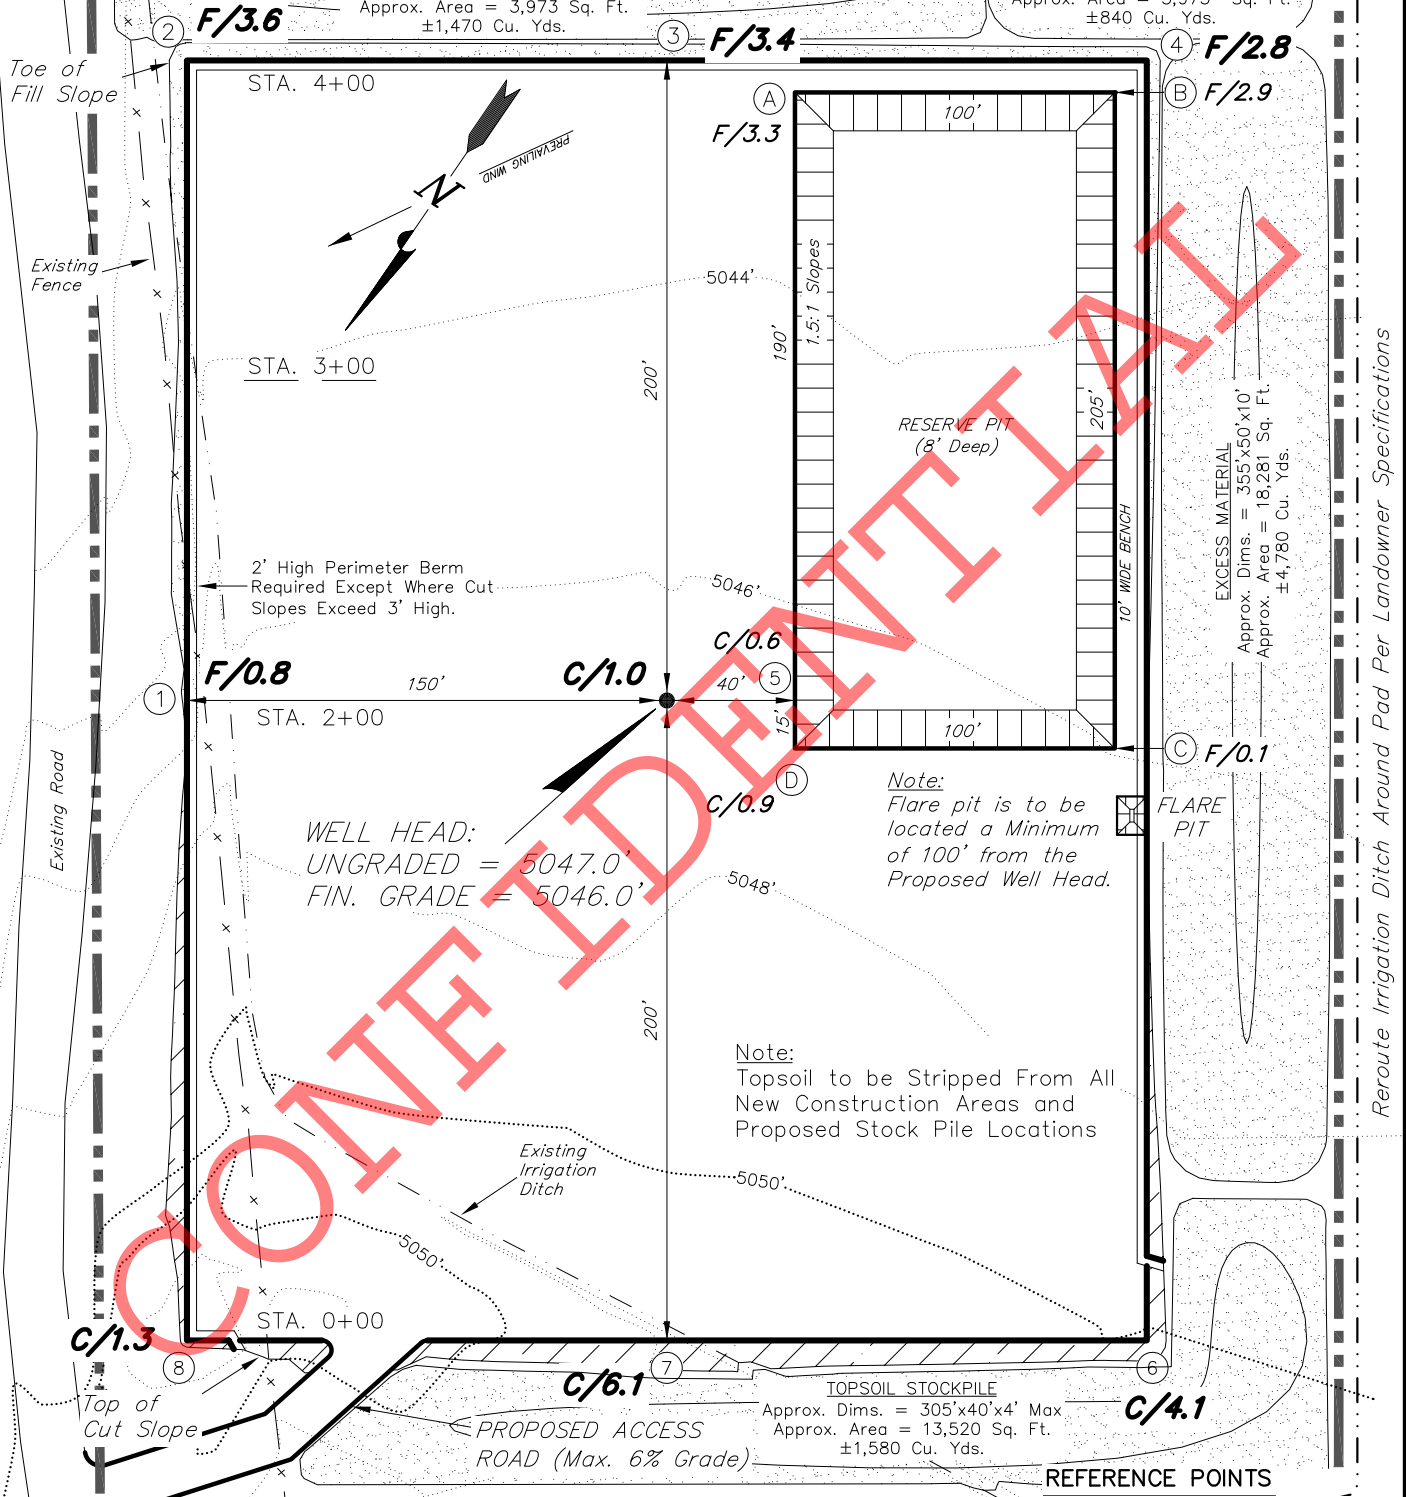 Approx. Area = 3,973 Sq. Ft.
±1,470 Cu. Yds.
±840 Cu. Yds.
2
F/3.6
3
F/3.4
4
F/2.8
Toe of
Fill Slope
STA. 4+00
A
F/3.3
100'
B
F/2.9
PREVAILING WIND
N
Existing
Fence
5044'
1.5:1 Slopes
190'
STA. 3+00
200'
RESERVE PIT
(8' Deep)
205'
10' WIDE BENCH
EXCESS MATERIAL
Approx. Dims. = 355'x50'x10'
Approx. Area = 18,281 Sq. Ft.
±4,780 Cu. Yds.
Reroute Irrigation Ditch Around Pad Per Landowner Specifications
2' High Perimeter Berm
Required Except Where Cut
Slopes Exceed 3' High.
5046'
C/0.6
1
F/0.8
150'
C/1.0
40'
5
STA. 2+00
15'
100'
C
F/0.1
D
C/0.9
Existing Road
WELL HEAD:
UNGRADED = 5047.0'
FIN. GRADE = 5046.0'
Note:
Flare pit is to be
located a Minimum
of 100' from the
Proposed Well Head.
FLARE
PIT
5048'
200'
Note:
Topsoil to be Stripped From All
New Construction Areas and
Proposed Stock Pile Locations
Existing
Irrigation
Ditch
5050'
5050'
STA. 0+00
C/1.3
8
7
6
C/6.1
C/4.1
Top of
Cut Slope
PROPOSED ACCESS
ROAD (Max. 6% Grade)
TOPSOIL STOCKPILE
Approx. Dims. = 305'x40'x4' Max
Approx. Area = 13,520 Sq. Ft.
±1,580 Cu. Yds.
REFERENCE POINTS
CONFIDENTIAL